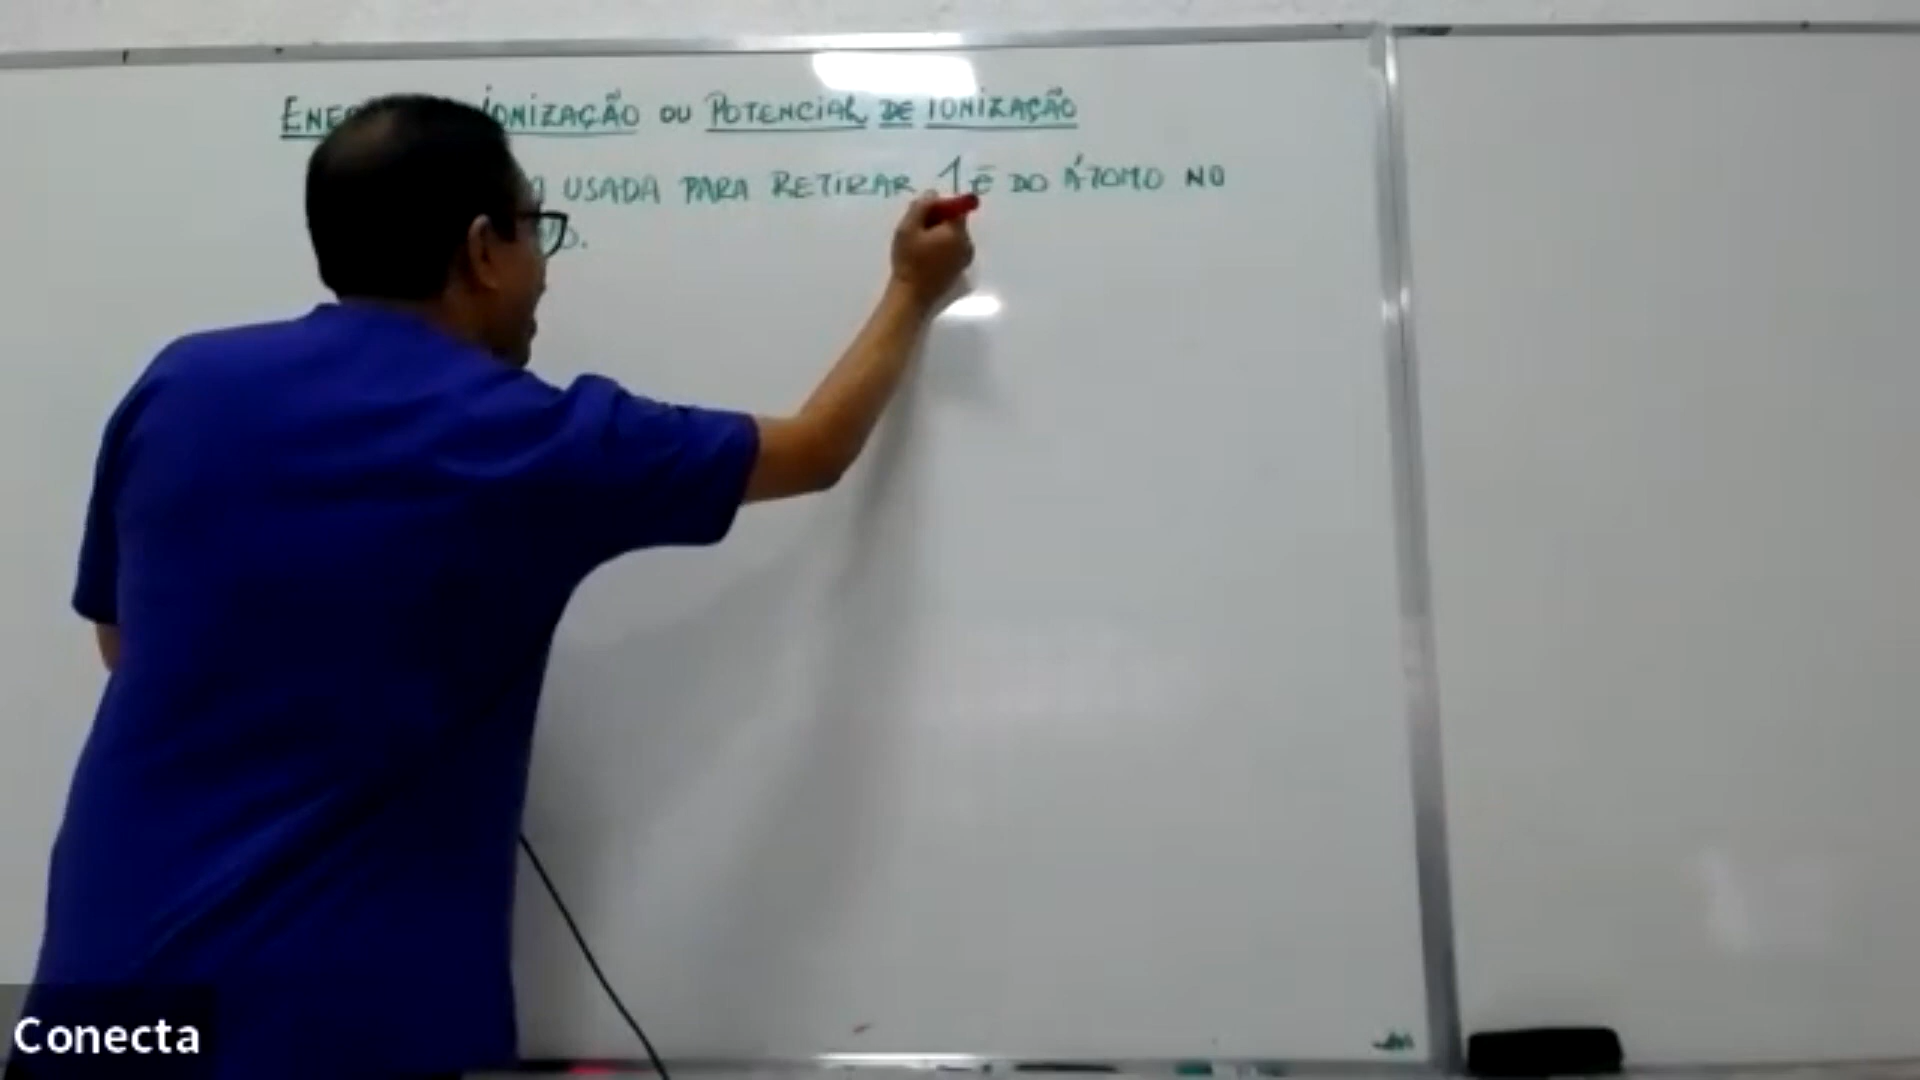 ENE IONIZAÇÃO OU POTENCIAL DE IONIZAÇÃO
USADA PARA RETIRAR 1 ē DO ÁTOMO NO
Conecta